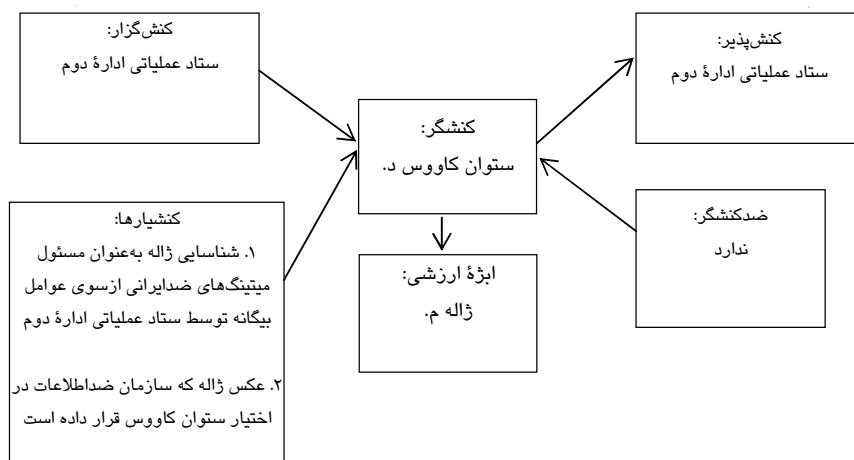 کنش‌گزار:
ستاد عملیاتی ادارهٔ دوم
کنش‌پذیر:
ستاد عملیاتی ادارهٔ دوم
کنشگر:
ستوان کاووس د.
کنشیارها:
۱. شناسایی ژاله به‌عنوان مسئول
میتینگ‌های ضدایرانی ازسوی عوامل
بیگانه توسط ستاد عملیاتی ادارهٔ دوم
۲. عکس ژاله که سازمان ضداطلاعات در
اختیار ستوان کاووس قرار داده است
ابژهٔ ارزشی:
ژاله م.
ضدکنشگر:
ندارد